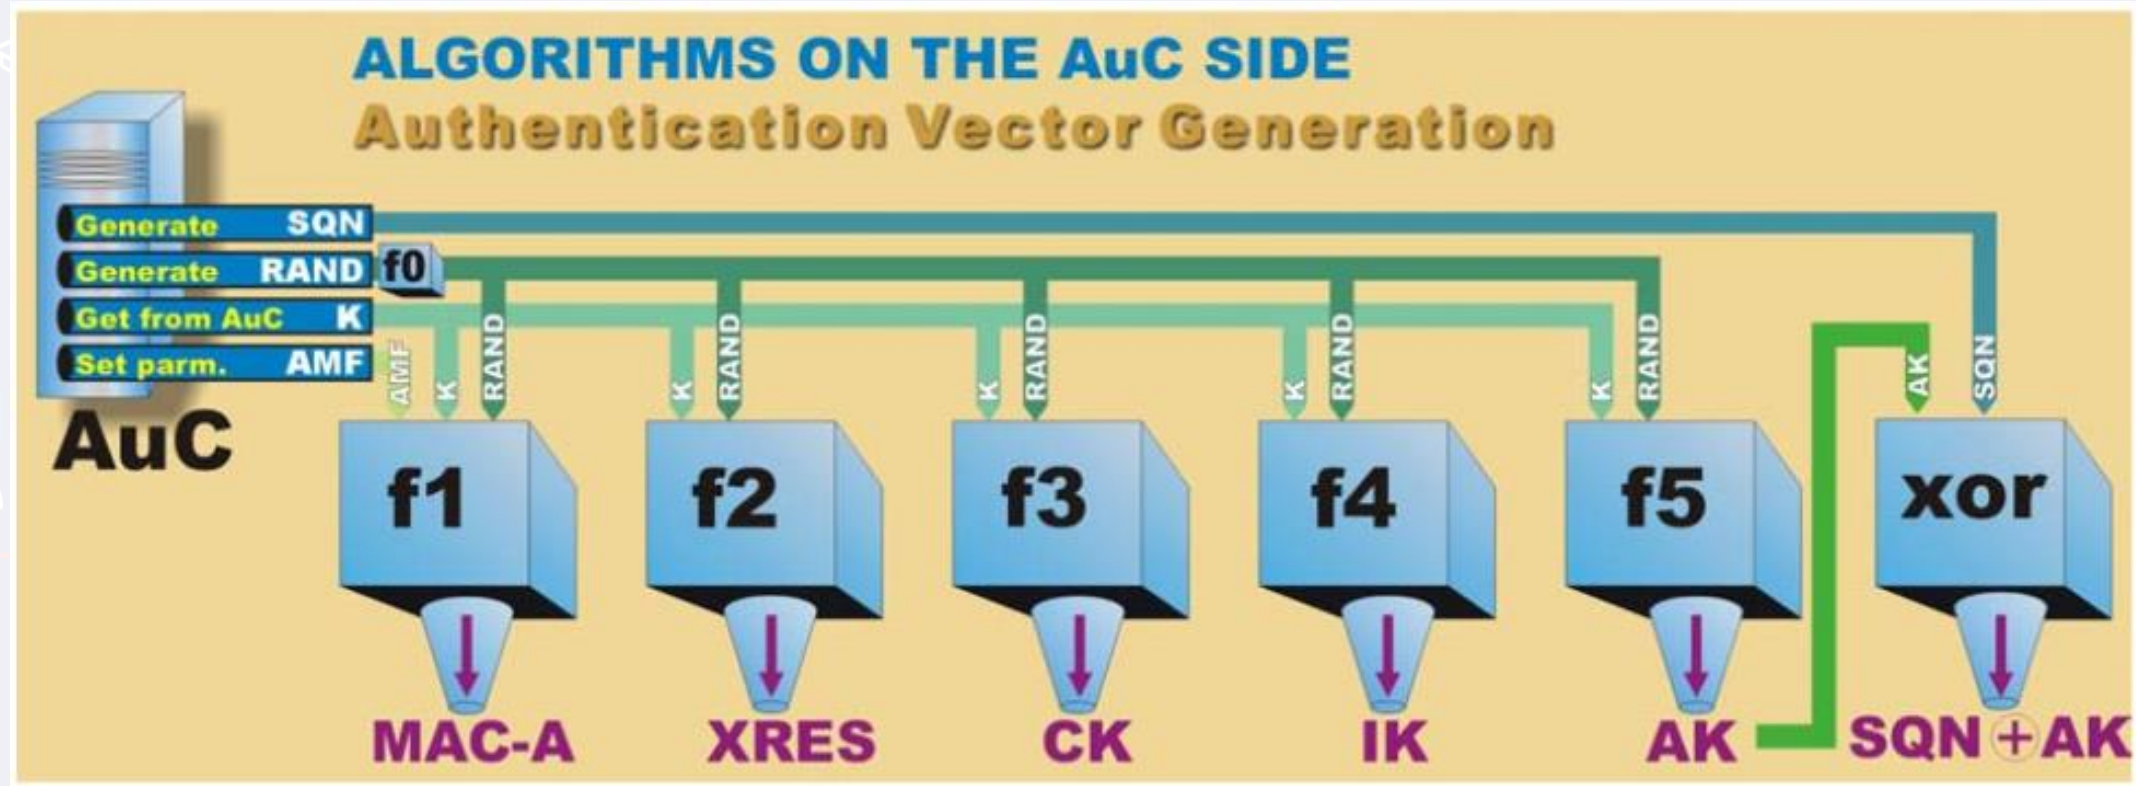 ALGORITHMS ON THE AuC SIDE
Authentication Vector Generation
Generate SQN
Generate RAND f0
Get from AuC K
Set parm. AMF
AuC
AMF K RAND K RAND K RAND K RAND K RAND AK SQN
f1 f2 f3 f4 f5 xor
MAC-A XRES CK IK AK SQN + AK